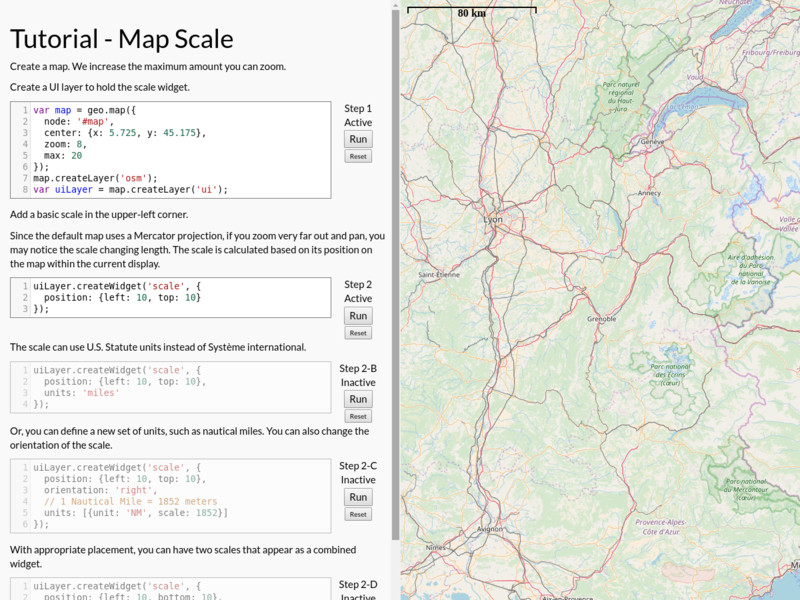 Tutorial - Map Scale
Create a map. We increase the maximum amount you can zoom.
Create a UI layer to hold the scale widget.
1 var map = geo.map({
2 node: '#map',
3 center: {x: 5.725, y: 45.175},
4 zoom: 8,
5 max: 20
6 });
7 map.createLayer('osm');
8 var uiLayer = map.createLayer('ui');
Step 1
Active
Run
Reset
Add a basic scale in the upper-left corner.
Since the default map uses a Mercator projection, if you zoom very far out and pan, you
may notice the scale changing length. The scale is calculated based on its position on
the map within the current display.
1 uiLayer.createWidget('scale', {
2 position: {left: 10, top: 10}
3 });
Step 2
Active
Run
Reset
The scale can use U.S. Statute units instead of Système international.
1 uiLayer.createWidget('scale', {
2 position: {left: 10, top: 10},
3 units: 'miles'
4 });
Step 2-B
Inactive
Run
Reset
Or, you can define a new set of units, such as nautical miles. You can also change the
orientation of the scale.
1 uiLayer.createWidget('scale', {
2 position: {left: 10, top: 10},
3 orientation: 'right',
4 // 1 Nautical Mile = 1852 meters
5 units: [{unit: 'NM', scale: 1852}]
6 });
Step 2-C
Inactive
Run
Reset
With appropriate placement, you can have two scales that appear as a combined
widget.
1 uiLayer.createWidget('scale', {
2 position: {left: 10, bottom: 10},
Step 2-D
Inactive
80 km
Neuchâtel
Fribourg/Freiburg
Vaud
Parc naturel
régional
du Haut-
Jura
Genève
Annecy
Lyon
Saint-Étienne
Aire d'adhésion
du Parc
national
de la Vanoise
Grenoble
Parc national
des Écrins
(cœur)
Parc national
du Mercantour
(cœur)
Provence-Alpes
Côte d'Azur
Avignon
Nîmes
Aix-en-Provence